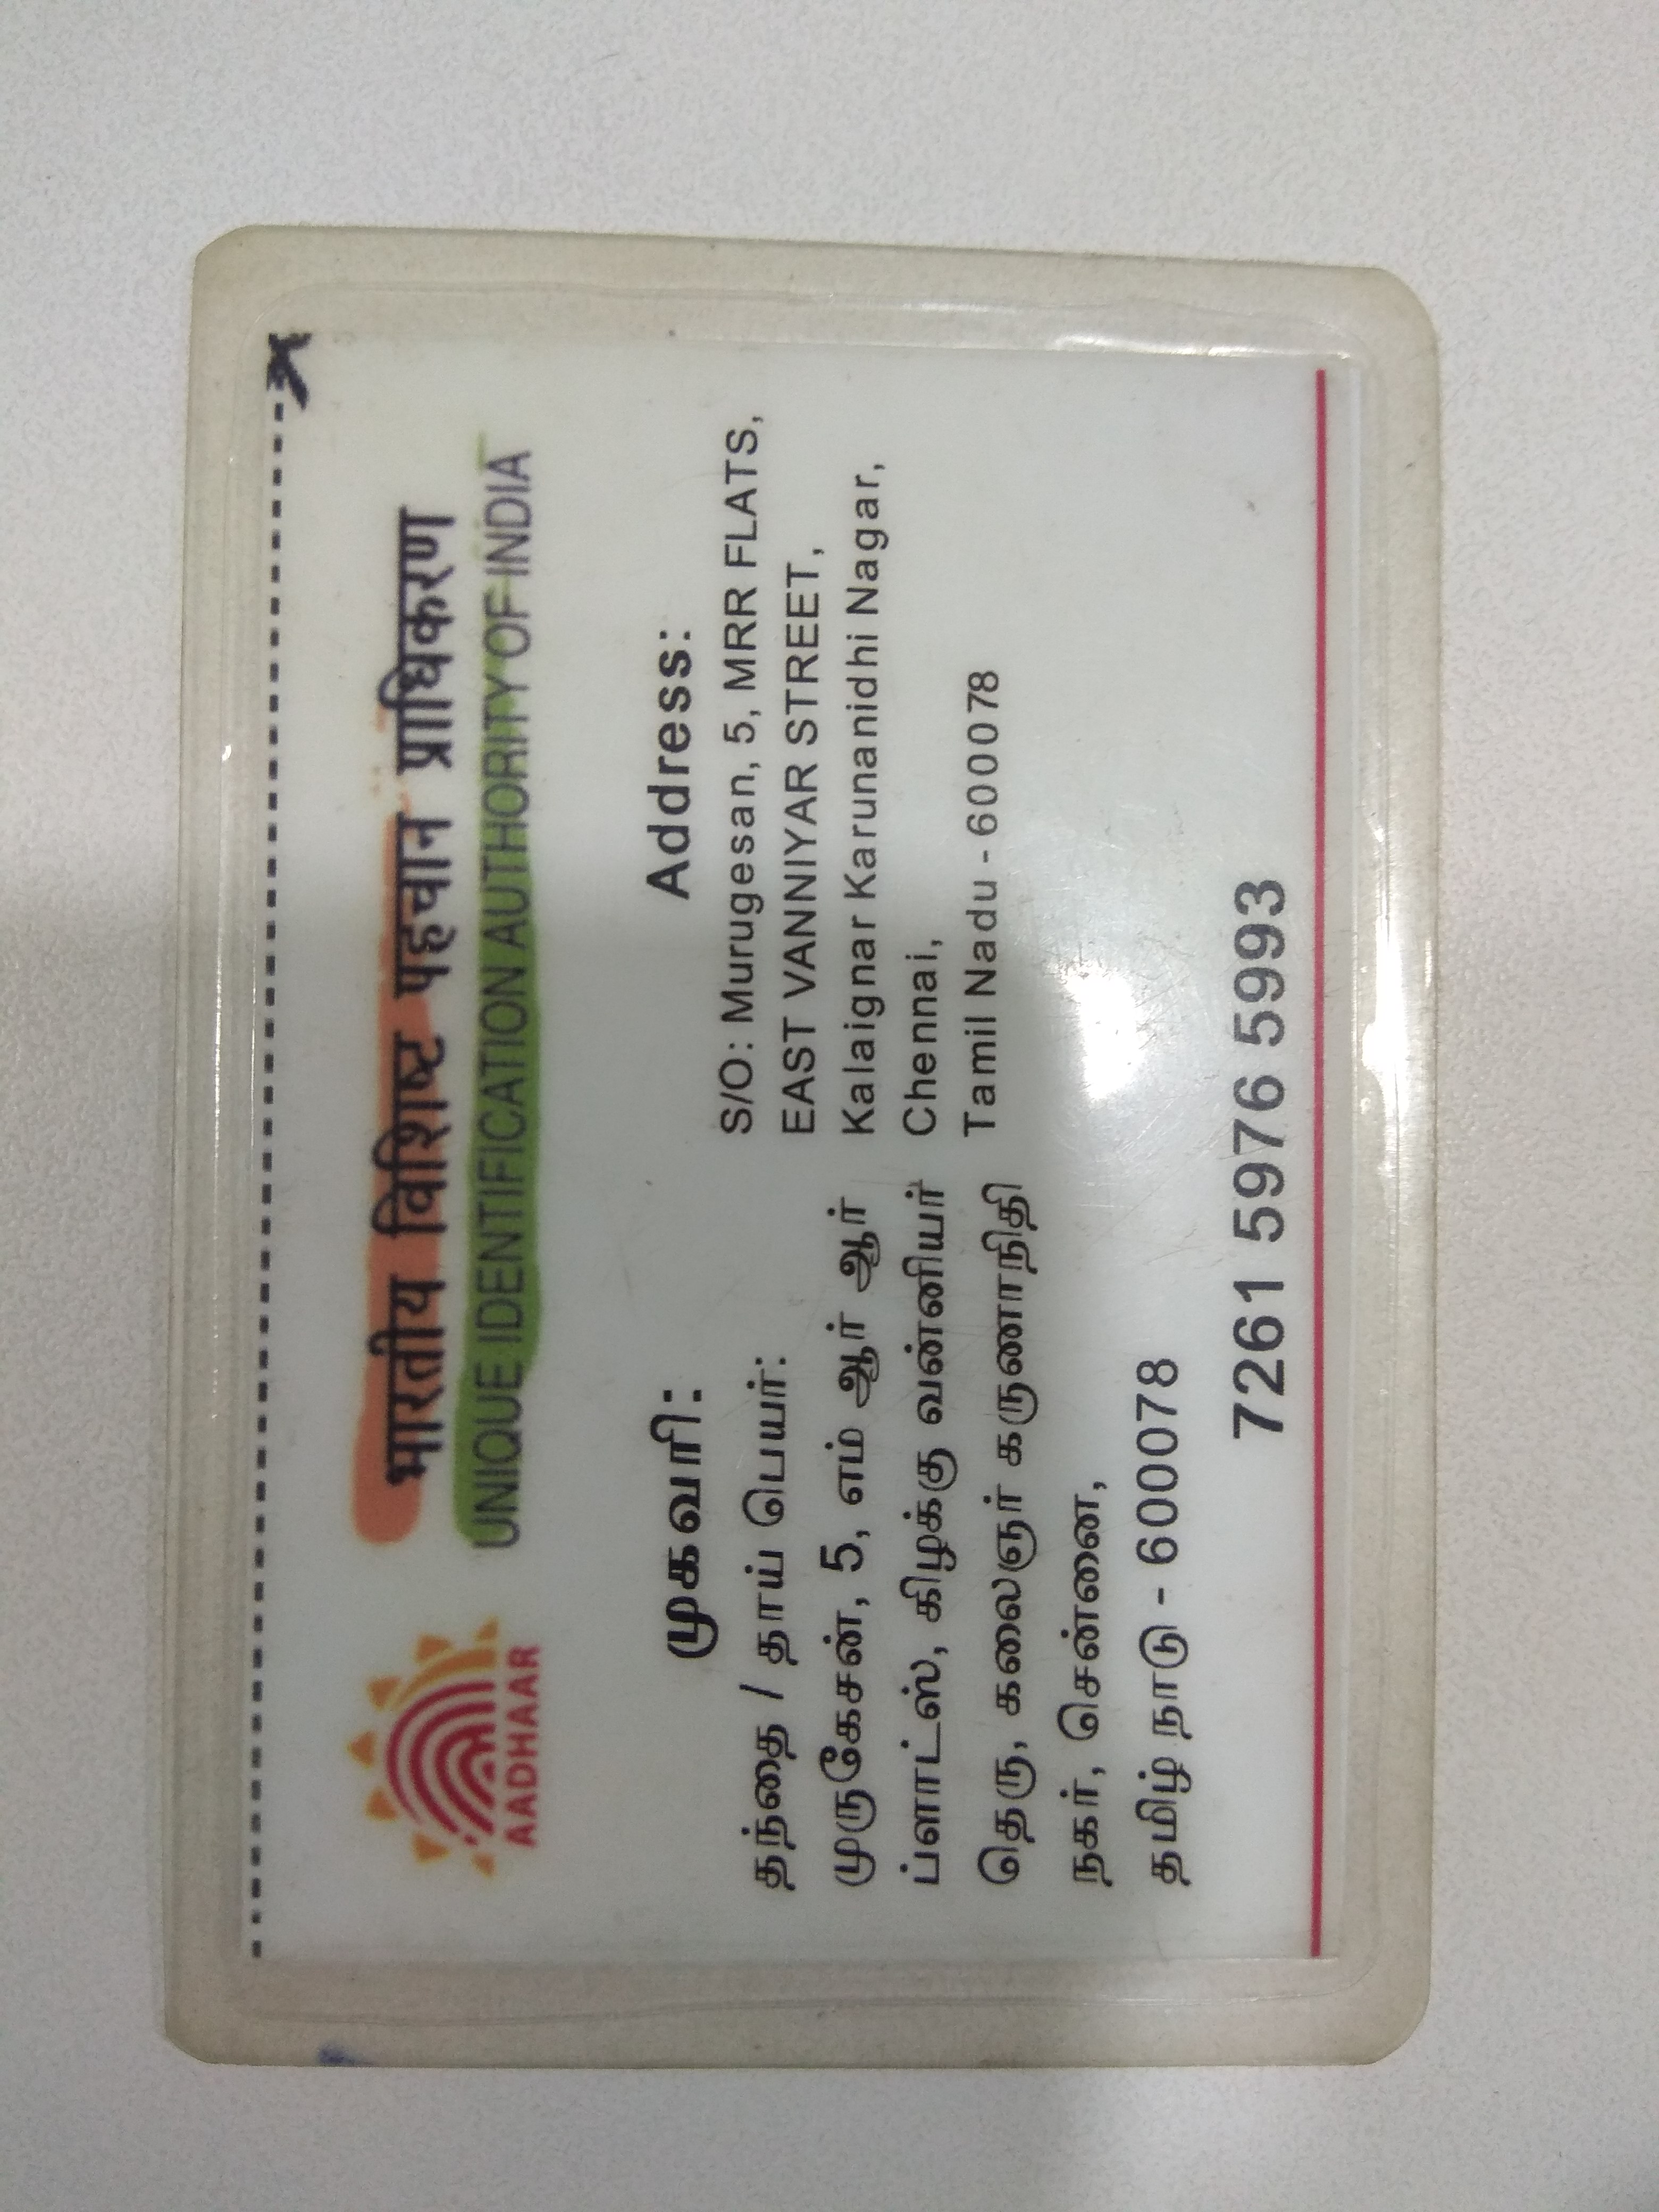 भारतीय विशिष्ट पहचान प्राधिकरण
UNIQUE IDENTIFICATION AUTHORITY OF INDIA
AADHAAR
முகவரி:
தந்தை / தாய் பெயர்:
முருகேசன், 5, எம் ஆர் ஆர்
ப்ளாட்ஸ், கிழக்கு வன்னியர்
தெரு, கலைஞர் கருணாநிதி
நகர், சென்னை,
தமிழ் நாடு - 600078
Address:
S/O: Murugesan, 5, MRR FLATS,
EAST VANNIYAR STREET,
Kalaignar Karunanidhi Nagar,
Chennai,
Tamil Nadu - 600078
7261 5976 5993